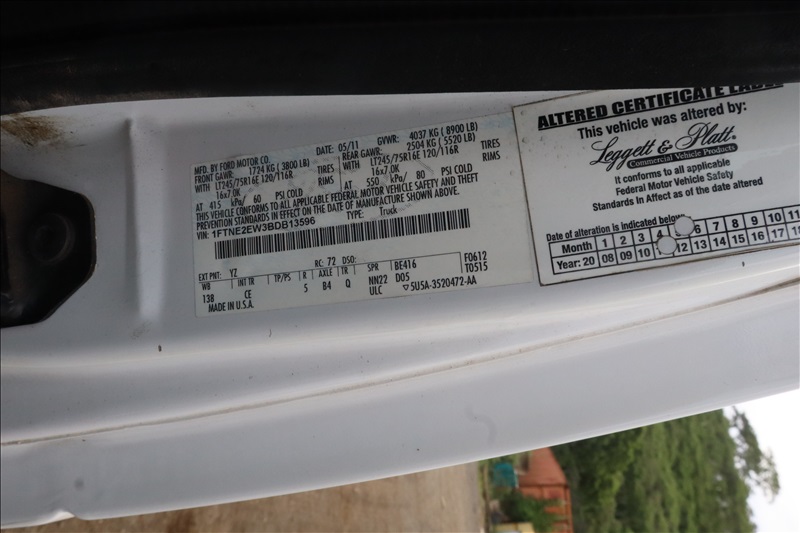 MFD. BY FORD MOTOR CO.
DATE: 05/11
GVWR: 4037 KG ( 8900 LB)
FRONT GAWR: 1724 KG ( 3800 LB)
REAR GAWR: 2504 KG ( 5520 LB)
WITH LT245/75R16E 120/116R TIRES
WITH LT245/75R16E 120/116R TIRES
16x7.0K RIMS
16x7.0K RIMS
AT 415 kPa/ 60 PSI COLD
AT 550 kPa/ 80 PSI COLD
THIS VEHICLE CONFORMS TO ALL APPLICABLE FEDERAL MOTOR VEHICLE SAFETY AND THEFT
PREVENTION STANDARDS IN EFFECT ON THE DATE OF MANUFACTURE SHOWN ABOVE.
VIN: 1FTNE2EW3BDB13596
TYPE: Truck
F0612
T0515
EXT PNT: YZ RC: 72 DSO:
WB INT TR TP/PS R AXLE TR SPR BE416
138 CE 5 B4 Q NN22 D05
MADE IN U.S.A. ULC ▽5U5A-3520472-AA
ALTERED CERTIFICATE LABEL
This vehicle was altered by:
Leggett & Platt
Commercial Vehicle Products
It conforms to all applicable
Federal Motor Vehicle Safety
Standards In Affect as of the date altered
Date of alteration is indicated below
Month 1 2 3 4 5 7 8 9 10 11
Year: 20 08 09 10 12 13 14 15 16 17 18